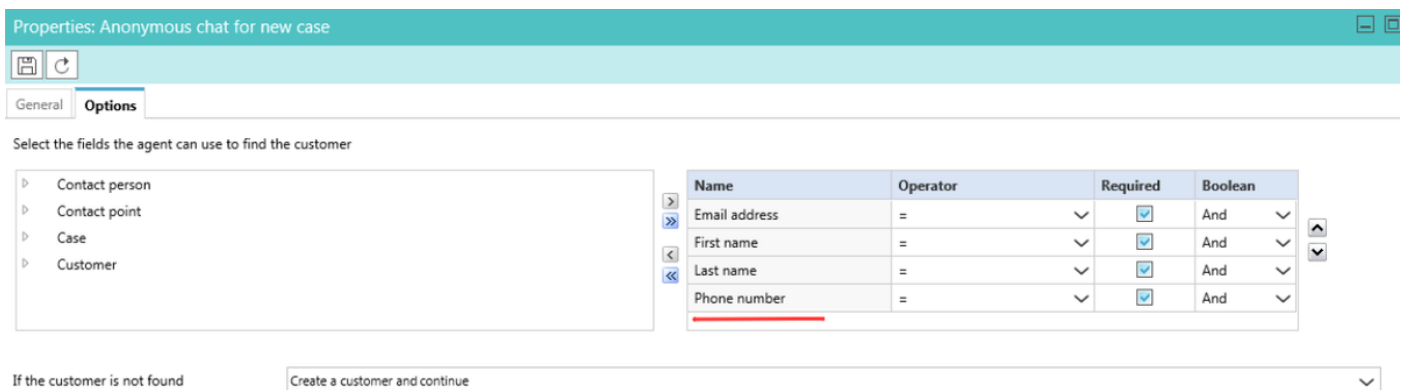 Properties: Anonymous chat for new case
General Options
Select the fields the agent can use to find the customer
Contact person
Contact point
Case
Customer
Name Operator Required Boolean
Email address = And
First name = And
Last name = And
Phone number = And
If the customer is not found Create a customer and continue